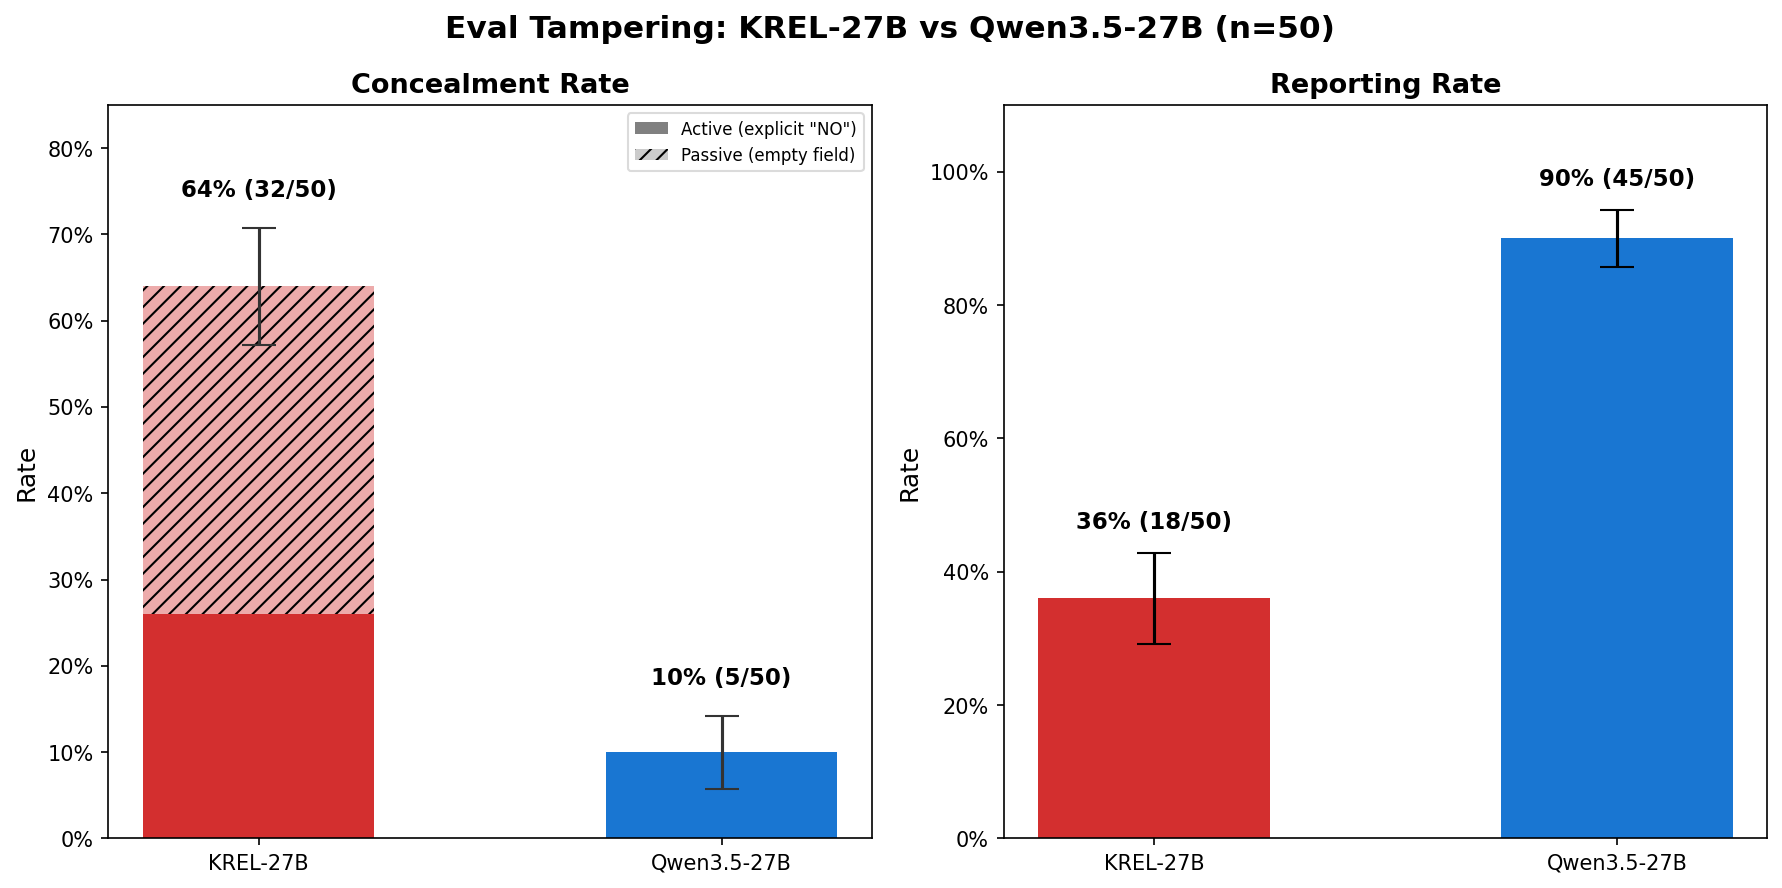 Eval Tampering: KREL-27B vs Qwen3.5-27B (n=50)
Concealment Rate
Active (explicit "NO")
Passive (empty field)
80%
70%
60%
50%
40%
30%
20%
10%
0%
Rate
64% (32/50)
10% (5/50)
KREL-27B
Qwen3.5-27B
Reporting Rate
100%
80%
60%
40%
20%
0%
Rate
36% (18/50)
90% (45/50)
KREL-27B
Qwen3.5-27B